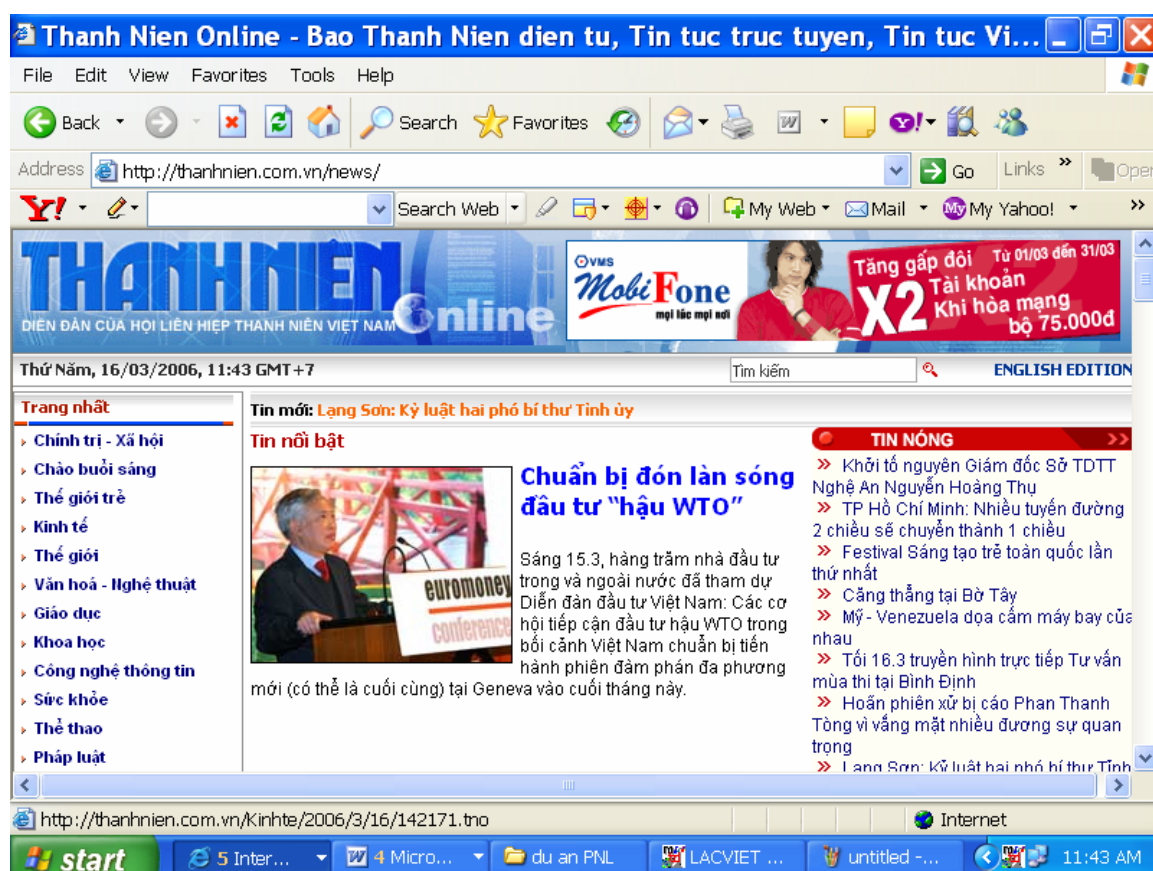 Thanh Nien Online - Bao Thanh Nien dien tu, Tin tuc truc tuyen, Tin tuc Vi...
File Edit View Favorites Tools Help
Back Search Favorites
Address http://thanhnien.com.vn/news/ Go Links Open
Y! Search Web My Web Mail My My Yahoo!
THANH NIÊN Online
DIỄN ĐÀN CỦA HỘI LIÊN HIỆP THANH NIÊN VIỆT NAM
VMS
MobiFone
mọi lúc mọi nơi
Tăng gấp đôi Từ 01/03 đến 31/03
X2 Tài khoản
Khi hòa mạng
bộ 75.000đ
Thứ Năm, 16/03/2006, 11:43 GMT+7 Tìm kiếm ENGLISH EDITION
Trang nhất
Chính trị - Xã hội
Chào buổi sáng
Thế giới trẻ
Kinh tế
Thế giới
Văn hoá - Nghệ thuật
Giáo dục
Khoa học
Công nghệ thông tin
Sức khỏe
Thể thao
Pháp luật
Tin mới: Lạng Sơn: Kỷ luật hai phó bí thư Tỉnh ủy
Tin nổi bật
euromoney
conferences
Chuẩn bị đón làn sóng
đầu tư “hậu WTO”
Sáng 15.3, hàng trăm nhà đầu tư
trong và ngoài nước đã tham dự
Diễn đàn đầu tư Việt Nam: Các cơ
hội tiếp cận đầu tư hậu WTO trong
bối cảnh Việt Nam chuẩn bị tiến
hành phiên đàm phán đa phương
mới (có thể là cuối cùng) tại Geneva vào cuối tháng này.
TIN NÓNG
Khởi tố nguyên Giám đốc Sở TDTT
Nghệ An Nguyễn Hoàng Thụ
TP Hồ Chí Minh: Nhiều tuyến đường
2 chiều sẽ chuyển thành 1 chiều
Festival Sáng tạo trẻ toàn quốc lần
thứ nhất
Căng thẳng tại Bờ Tây
Mỹ - Venezuela dọa cấm máy bay của
nhau
Tối 16.3 truyền hình trực tiếp Tư vấn
mùa thi tại Bình Định
Hoãn phiên xử bị cáo Phan Thanh
Tòng vì vắng mặt nhiều đương sự quan
trọng
Lạng Sơn: Kỷ luật hai phó bí thư Tỉnh
http://thanhnien.com.vn/Kinhte/2006/3/16/142171.tno Internet
start 5 Inter... 4 Micro... du an PNL LACVIET ... untitled -... 11:43 AM